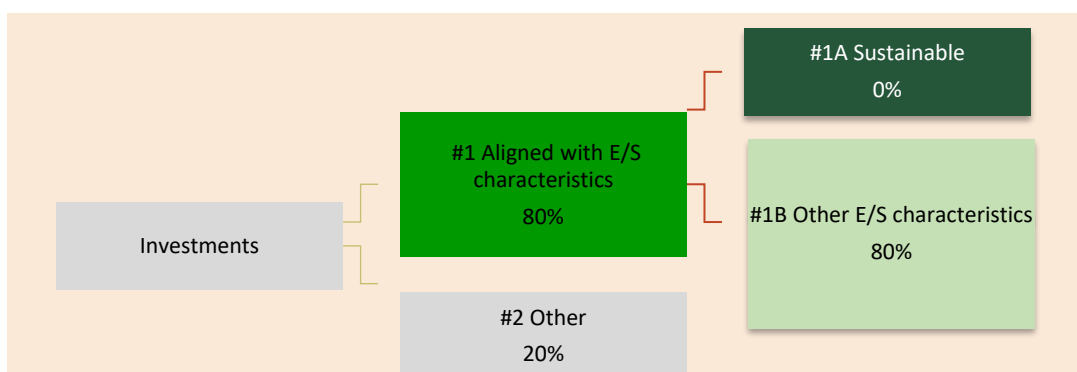 Investments
#1 Aligned with E/S
characteristics
80%
#2 Other
20%
#1A Sustainable
0%
#1B Other E/S characteristics
80%